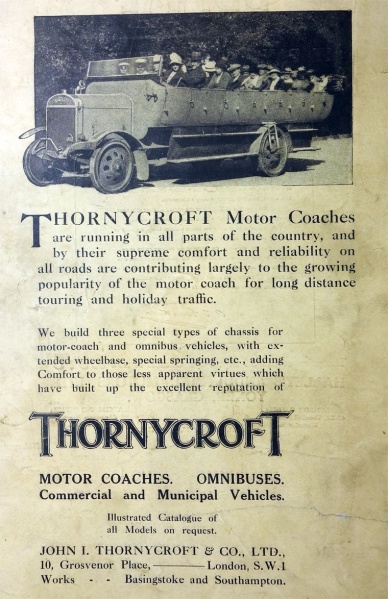 THORNYCROFT Motor Coaches
are running in all parts of the country, and
by their supreme comfort and reliability on
all roads are contributing largely to the growing
popularity of the motor coach for long distance
touring and holiday traffic.
We build three special types of chassis for
motor-coach and omnibus vehicles, with ex-
tended wheelbase, special springing, etc., adding
Comfort to those less apparent virtues which
have built up the excellent reputation of
THORNYCROFT
MOTOR COACHES. OMNIBUSES.
Commercial and Municipal Vehicles.
Illustrated Catalogue of
all Models on request.
JOHN I. THORNYCROFT & CO., LTD.,
10, Grosvenor Place, ——— London, S.W.1
Works - - Basingstoke and Southampton.